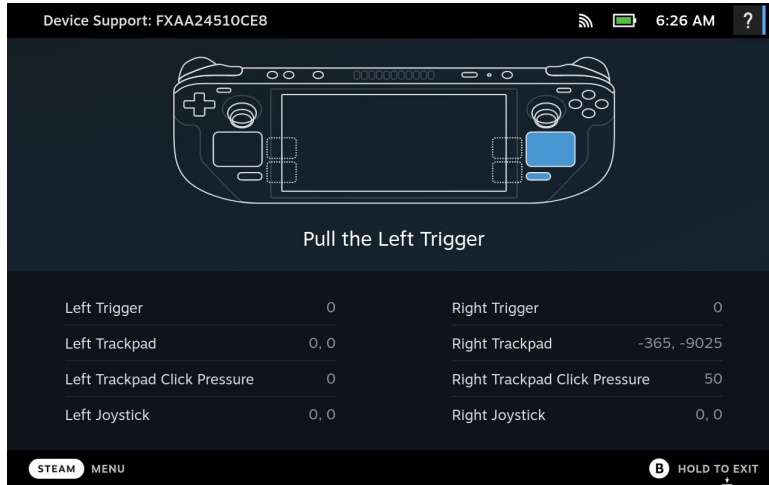 Device Support: FXAA24510CE8
6:26 AM ?
Pull the Left Trigger
Left Trigger 0
Right Trigger 0
Left Trackpad 0, 0
Right Trackpad -365, -9025
Left Trackpad Click Pressure 0
Right Trackpad Click Pressure 50
Left Joystick 0, 0
Right Joystick 0, 0
STEAM MENU
B HOLD TO EXIT